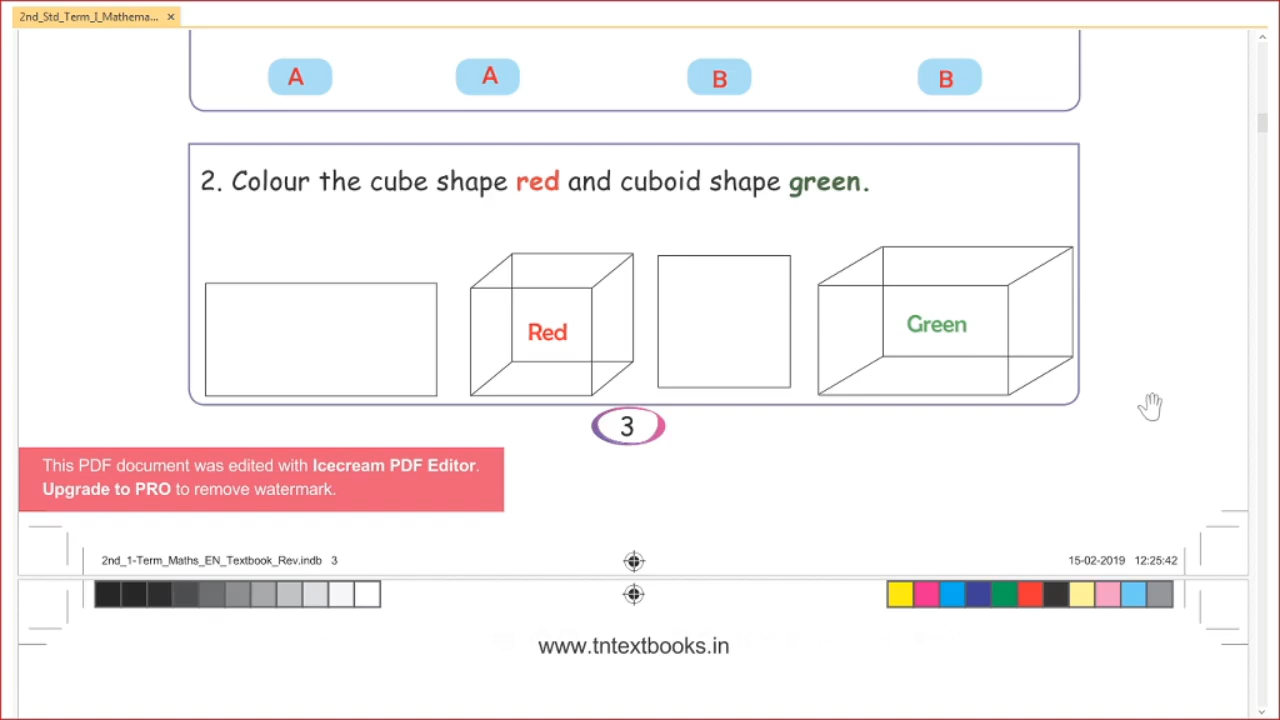 2nd_Std_Term_I_Mathema... ×
A A B B
2. Colour the cube shape red and cuboid shape green.
Red
Green
3
This PDF document was edited with Icecream PDF Editor.
Upgrade to PRO to remove watermark.
2nd_1-Term_Maths_EN_Textbook_Rev.indb 3
15-02-2019 12:25:42
www.tntextbooks.in